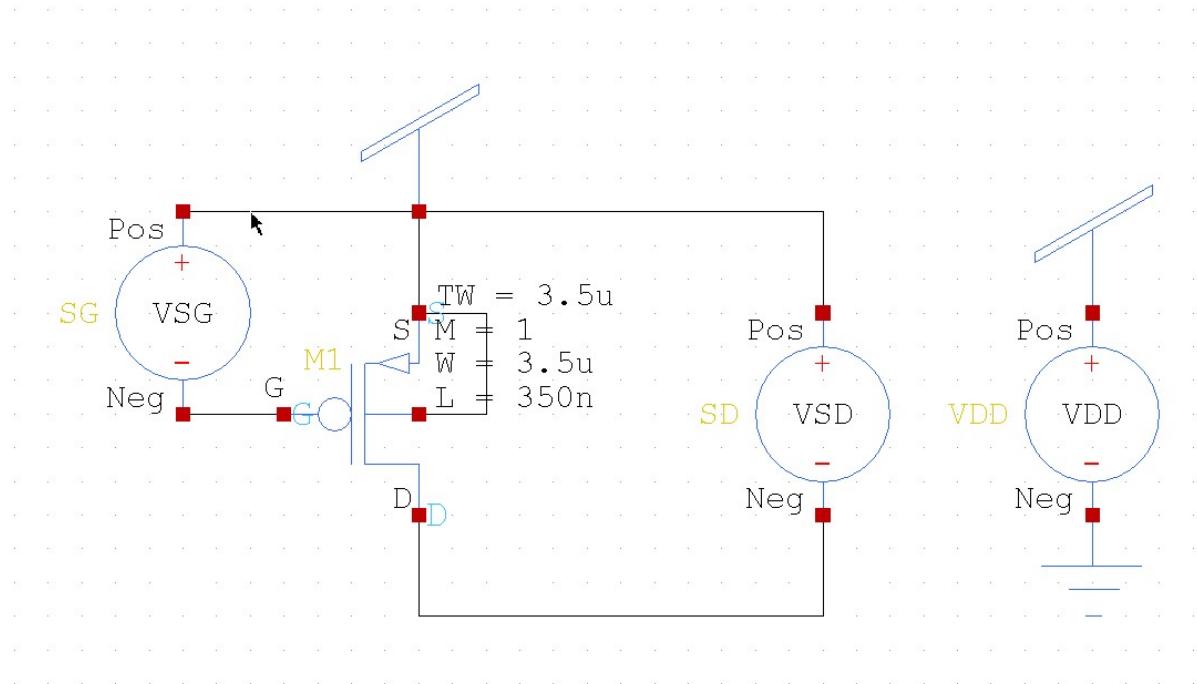 Pos
+
SG
VSG
−
Neg
TW = 3.5u
S
S
M = 1
M1
W = 3.5u
G
L = 350n
G
D
D
Pos
+
SD
VSD
−
Neg
Pos
+
VDD
VDD
−
Neg